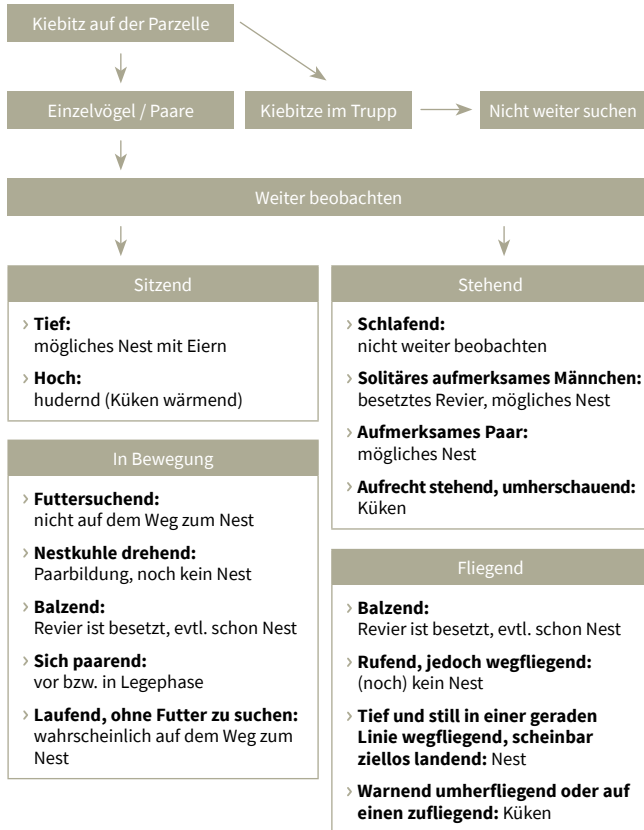 Kiebitz auf der Parzelle
Einzelvögel / Paare
Kiebitze im Trupp
Nicht weiter suchen
Weiter beobachten
Sitzend
› Tief:
mögliches Nest mit Eiern
› Hoch:
hudernd (Küken wärmend)
In Bewegung
› Futtersuchend:
nicht auf dem Weg zum Nest
› Nestkuhle drehend:
Paarbildung, noch kein Nest
› Balzend:
Revier ist besetzt, evtl. schon Nest
› Sich paarend:
vor bzw. in Legephase
› Laufend, ohne Futter zu suchen:
wahrscheinlich auf dem Weg zum
Nest
Stehend
› Schlafend:
nicht weiter beobachten
› Solitäres aufmerksames Männchen:
besetztes Revier, mögliches Nest
› Aufmerksames Paar:
mögliches Nest
› Aufrecht stehend, umherschauend:
Küken
Fliegend
› Balzend:
Revier ist besetzt, evtl. schon Nest
› Rufend, jedoch wegfliegend:
(noch) kein Nest
› Tief und still in einer geraden
Linie wegfliegend, scheinbar
ziellos landend: Nest
› Warnend umherfliegend oder auf
einen zufliegend: Küken